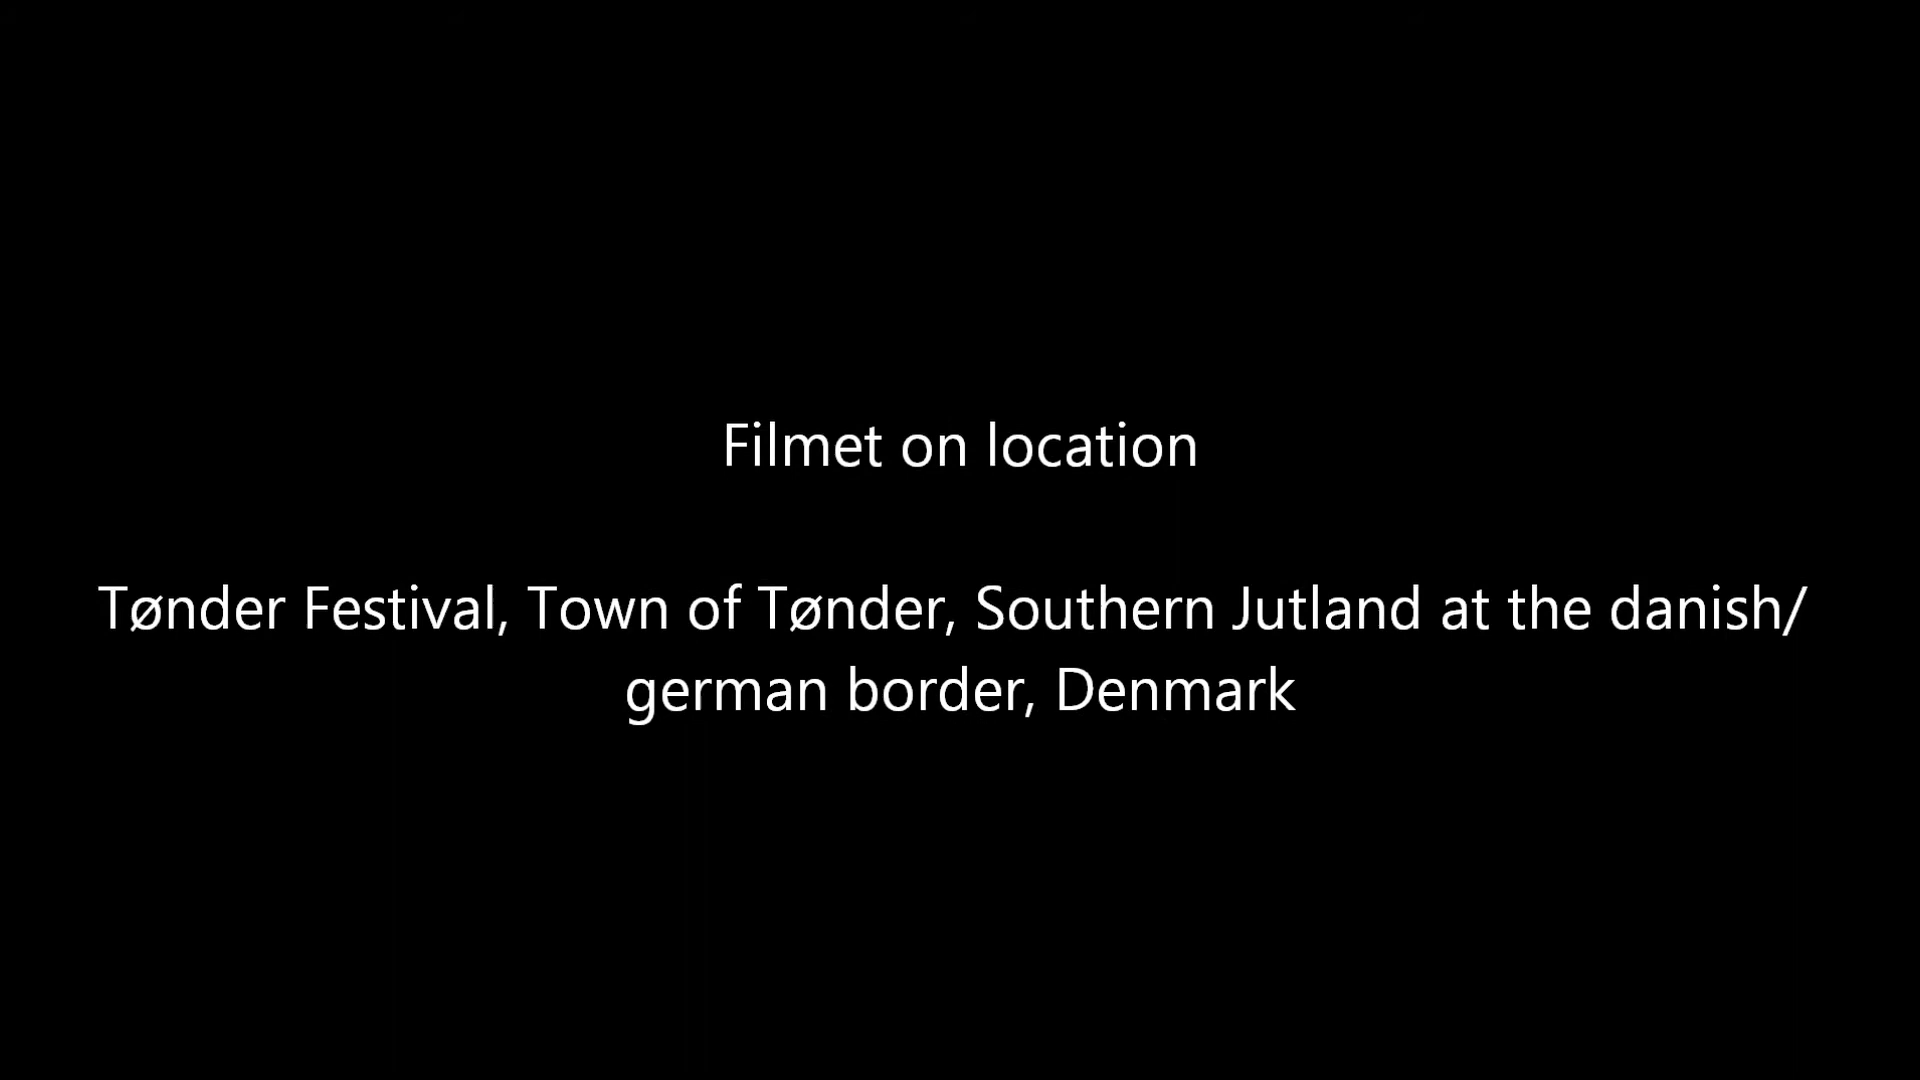 Filmet on location
Tønder Festival, Town of Tønder, Southern Jutland at the danish/
german border, Denmark